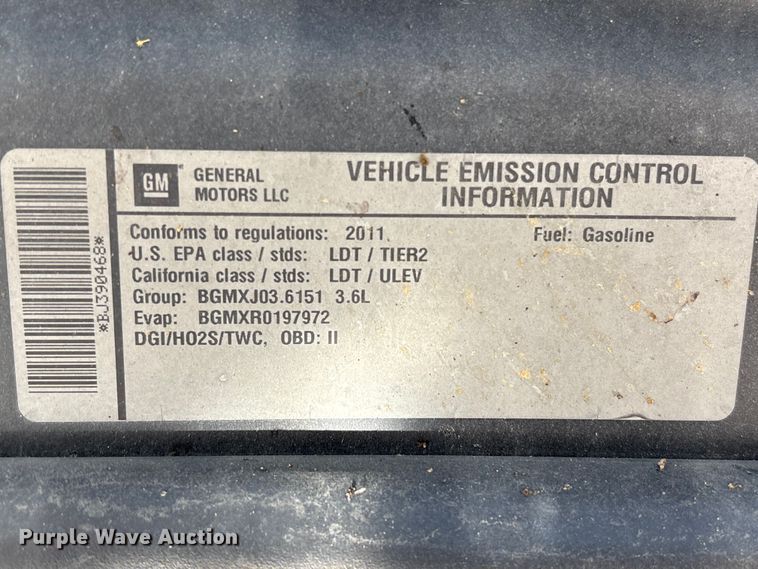 *BJ390468*
GM
GENERAL
MOTORS LLC
VEHICLE EMISSION CONTROL
INFORMATION
Conforms to regulations: 2011 Fuel: Gasoline
U.S. EPA class / stds: LDT / TIER2
California class / stds: LDT / ULEV
Group: BGMXJ03.6151 3.6L
Evap: BGMXR0197972
DGI/HO2S/TWC, OBD: II
Purple Wave Auction